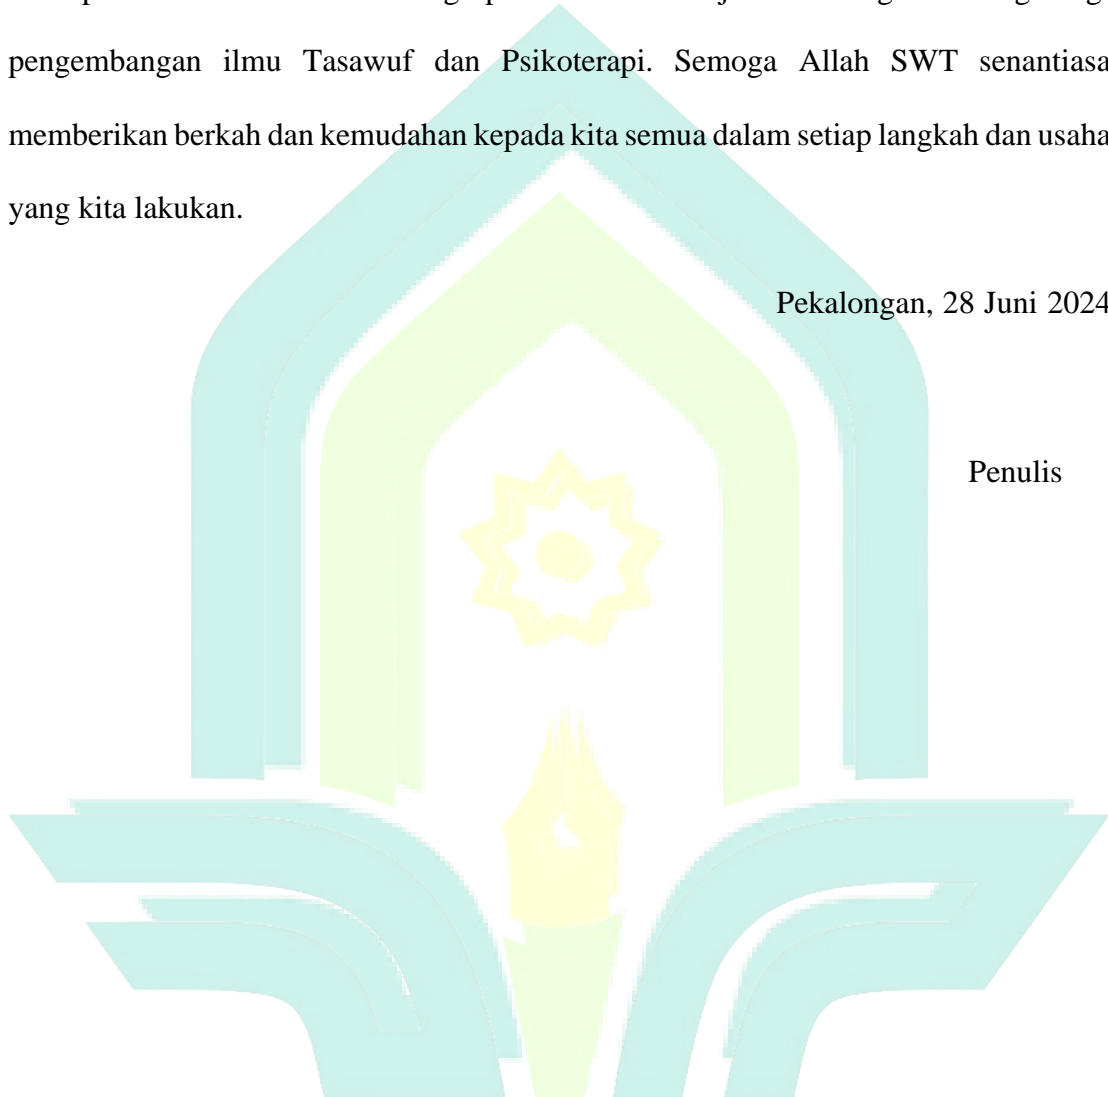 pengembangan ilmu Tasawuf dan Psikoterapi. Semoga Allah SWT senantiasa
memberikan berkah dan kemudahan kepada kita semua dalam setiap langkah dan usaha
yang kita lakukan.
Pekalongan, 28 Juni 2024
Penulis